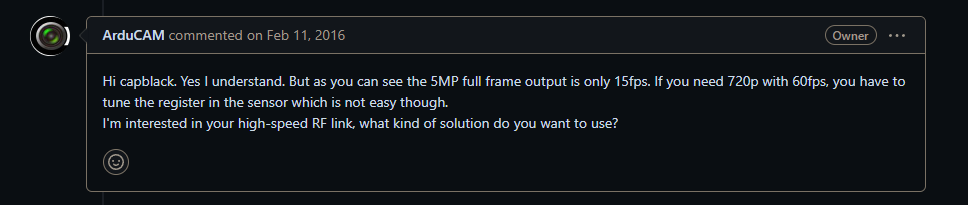 ArduCAM commented on Feb 11, 2016
Owner
Hi capblack. Yes I understand. But as you can see the 5MP full frame output is only 15fps. If you need 720p with 60fps, you have to
tune the register in the sensor which is not easy though.
I'm interested in your high-speed RF link, what kind of solution do you want to use?